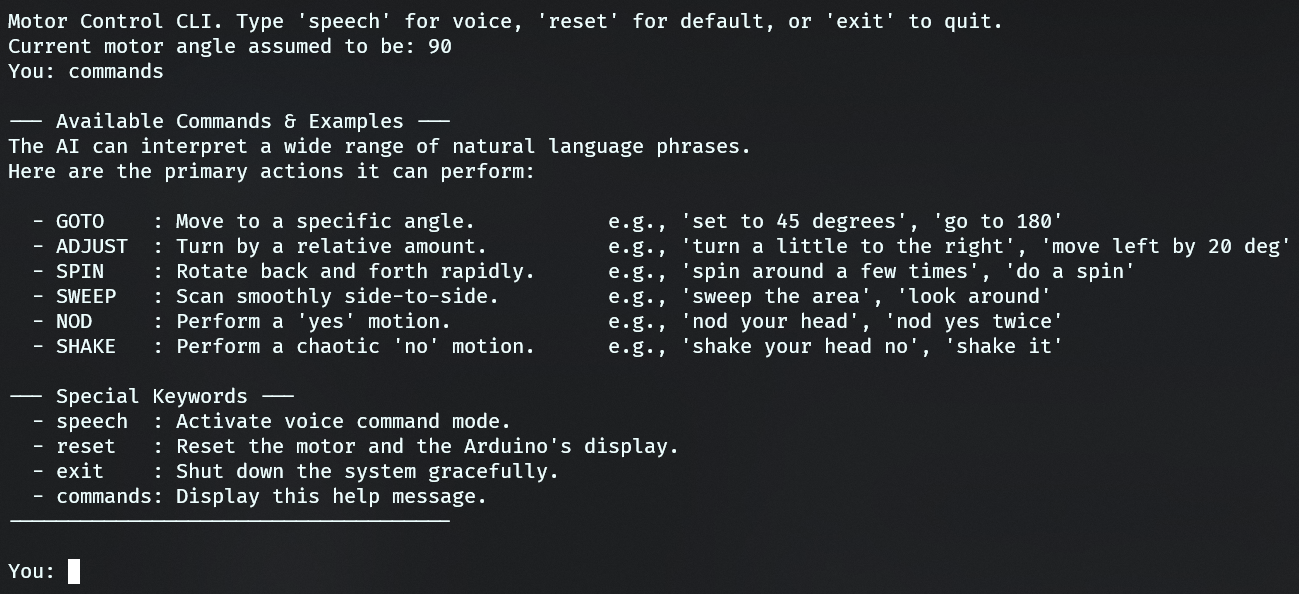 Motor Control CLI. Type 'speech' for voice, 'reset' for default, or 'exit' to quit.
Current motor angle assumed to be: 90
You: commands
--- Available Commands & Examples ---
The AI can interpret a wide range of natural language phrases.
Here are the primary actions it can perform:
- GOTO    : Move to a specific angle.           e.g., 'set to 45 degrees', 'go to 180'
- ADJUST  : Turn by a relative amount.          e.g., 'turn a little to the right', 'move left by 20 deg'
- SPIN    : Rotate back and forth rapidly.      e.g., 'spin around a few times', 'do a spin'
- SWEEP   : Scan smoothly side-to-side.         e.g., 'sweep the area', 'look around'
- NOD     : Perform a 'yes' motion.             e.g., 'nod your head', 'nod yes twice'
- SHAKE   : Perform a chaotic 'no' motion.      e.g., 'shake your head no', 'shake it'
--- Special Keywords ---
- speech  : Activate voice command mode.
- reset   : Reset the motor and the Arduino's display.
- exit    : Shut down the system gracefully.
- commands: Display this help message.
-------------------------------------
You: